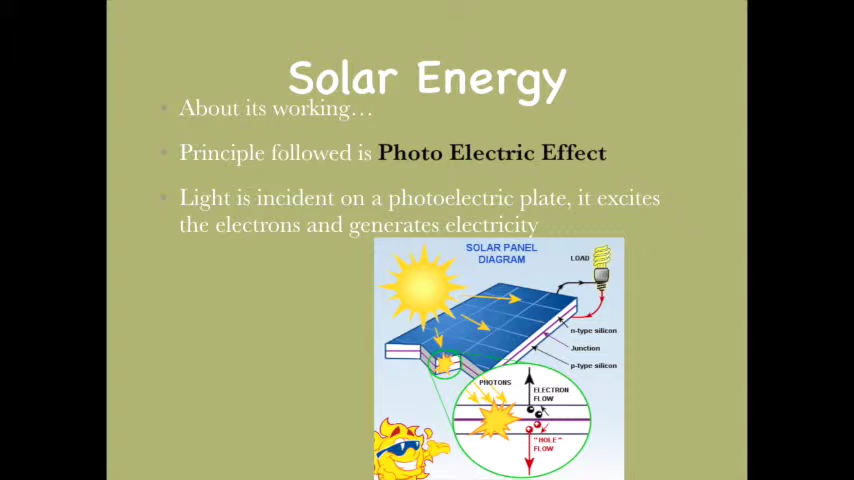 Solar Energy
About its working...
Principle followed is Photo Electric Effect
Light is incident on a photoelectric plate, it excites
the electrons and generates electricity
SOLAR PANEL
DIAGRAM
LOAD
n-type silicon
Junction
p-type silicon
PHOTONS
ELECTRON
FLOW
"HOLE"
FLOW